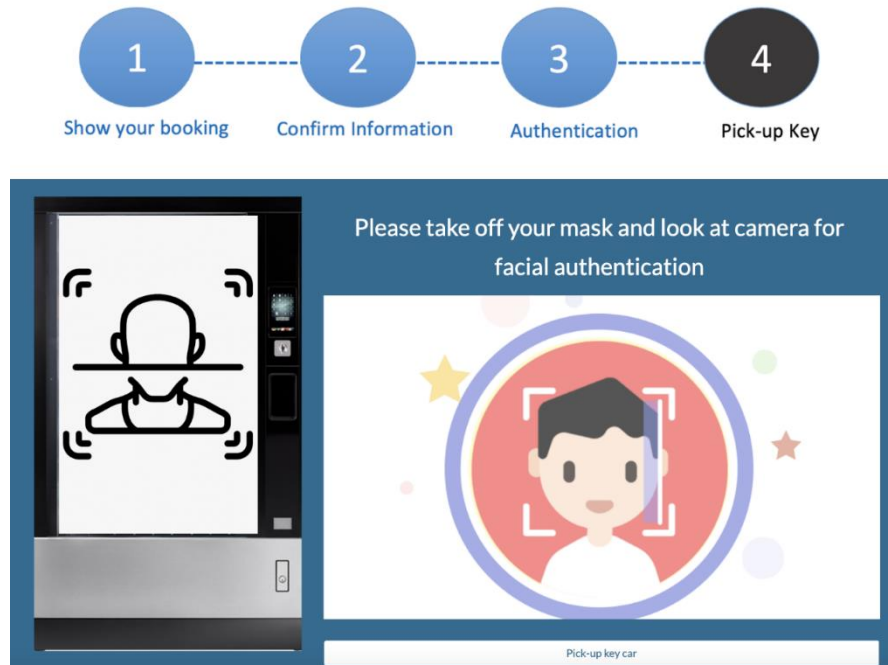 1
2
3
4
Show your booking
Confirm Information
Authentication
Pick-up Key
Please take off your mask and look at camera for
facial authentication
Pick-up key car